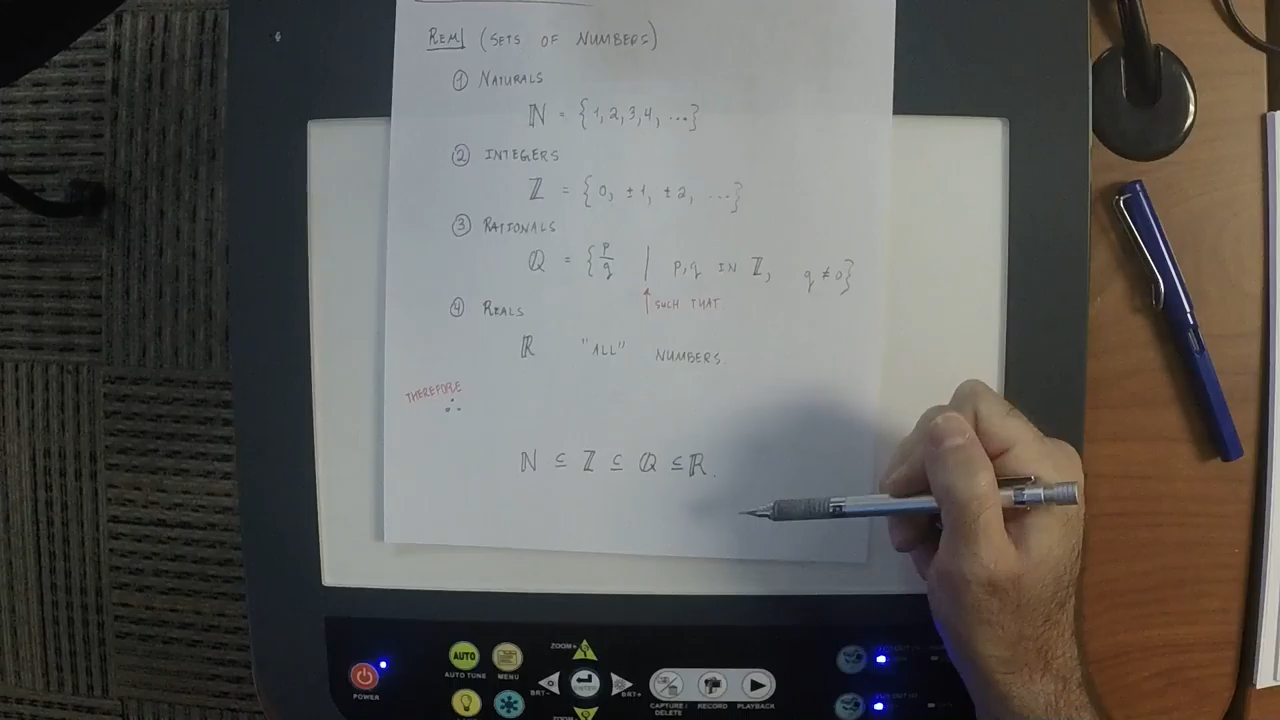 REM (SETS OF NUMBERS)
① NATURALS
ℕ = {1,2,3,4, ...}
② INTEGERS
ℤ = {0, ±1, ±2, ...}
③ RATIONALS
ℚ = {p/q | p,q IN ℤ, q ≠ 0}
↑ SUCH THAT
④ REALS
ℝ "ALL" NUMBERS.
THEREFORE
∴
ℕ ⊆ ℤ ⊆ ℚ ⊆ ℝ.
AUTO
AUTO TUNE
MENU
POWER
ZOOM+
BRT-
BRT+
ZOOM-
CAPTURE / DELETE
RECORD
PLAYBACK